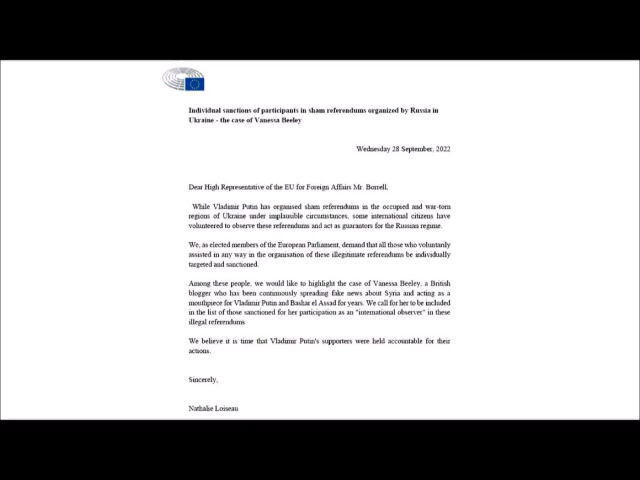 Individual sanctions of participants in sham referendums organized by Russia in
Ukraine - the case of Vanessa Beeley
Wednesday 28 September, 2022
Dear High Representative of the EU for Foreign Affairs Mr. Borrell,
While Vladimir Putin has organised sham referendums in the occupied and war-torn
regions of Ukraine under implausible circumstances, some international citizens have
volunteered to observe these referendums and act as guarantors for the Russian regime.
We, as elected members of the European Parliament, demand that all those who voluntarily
assisted in any way in the organisation of these illegitimate referendums be individually
targeted and sanctioned.
Among these people, we would like to highlight the case of Vanessa Beeley, a British
blogger who has been continuously spreading fake news about Syria and acting as a
mouthpiece for Vladimir Putin and Bashar el Assad for years. We call for her to be included
in the list of those sanctioned for her participation as an "international observer" in these
illegal referendums.
We believe it is time that Vladimir Putin's supporters were held accountable for their
actions.
Sincerely,
Nathalie Loiseau